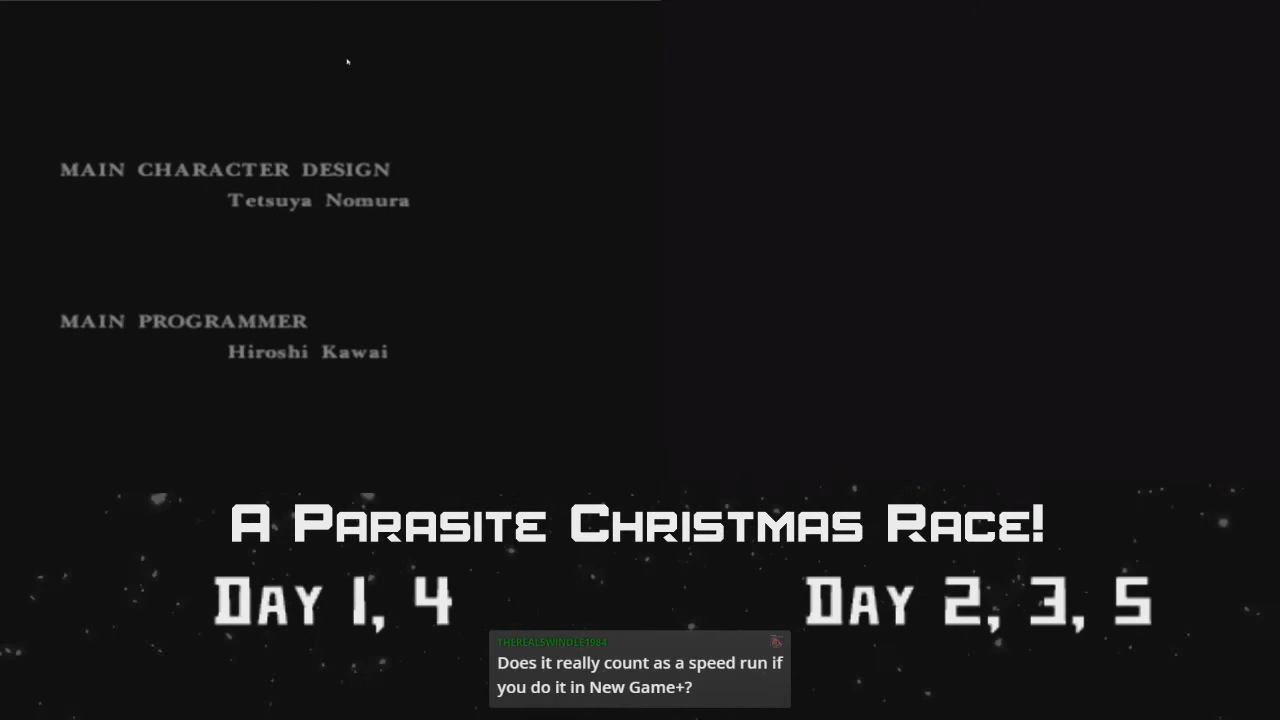 MAIN CHARACTER DESIGN
Tetsuya Nomura
MAIN PROGRAMMER
Hiroshi Kawai
A PARASITE CHRISTMAS RACE!
DAY 1, 4
DAY 2, 3, 5
THEREALSWINDLE1984
Does it really count as a speed run if
you do it in New Game+?